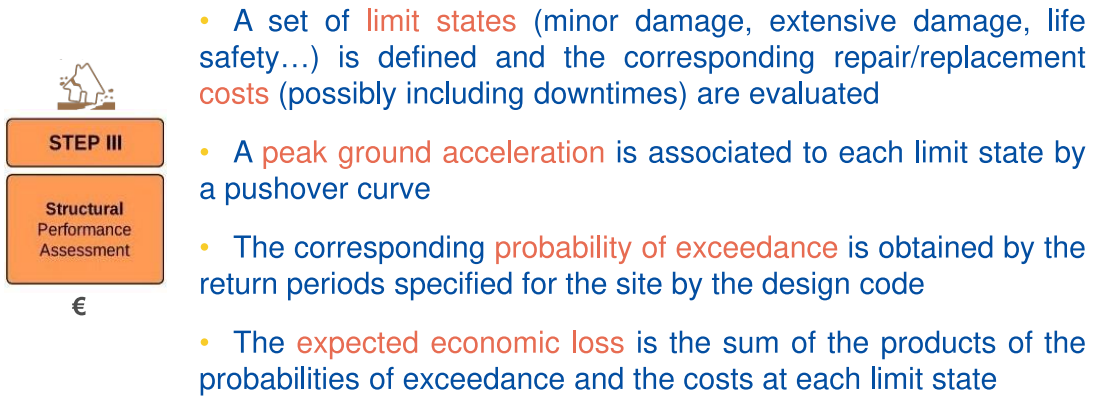 • A set of limit states (minor damage, extensive damage, life
safety…) is defined and the corresponding repair/replacement
costs (possibly including downtimes) are evaluated
STEP III
• A peak ground acceleration is associated to each limit state by
a pushover curve
Structural
Performance
Assessment
• The corresponding probability of exceedance is obtained by the
return periods specified for the site by the design code
€
• The expected economic loss is the sum of the products of the
probabilities of exceedance and the costs at each limit state